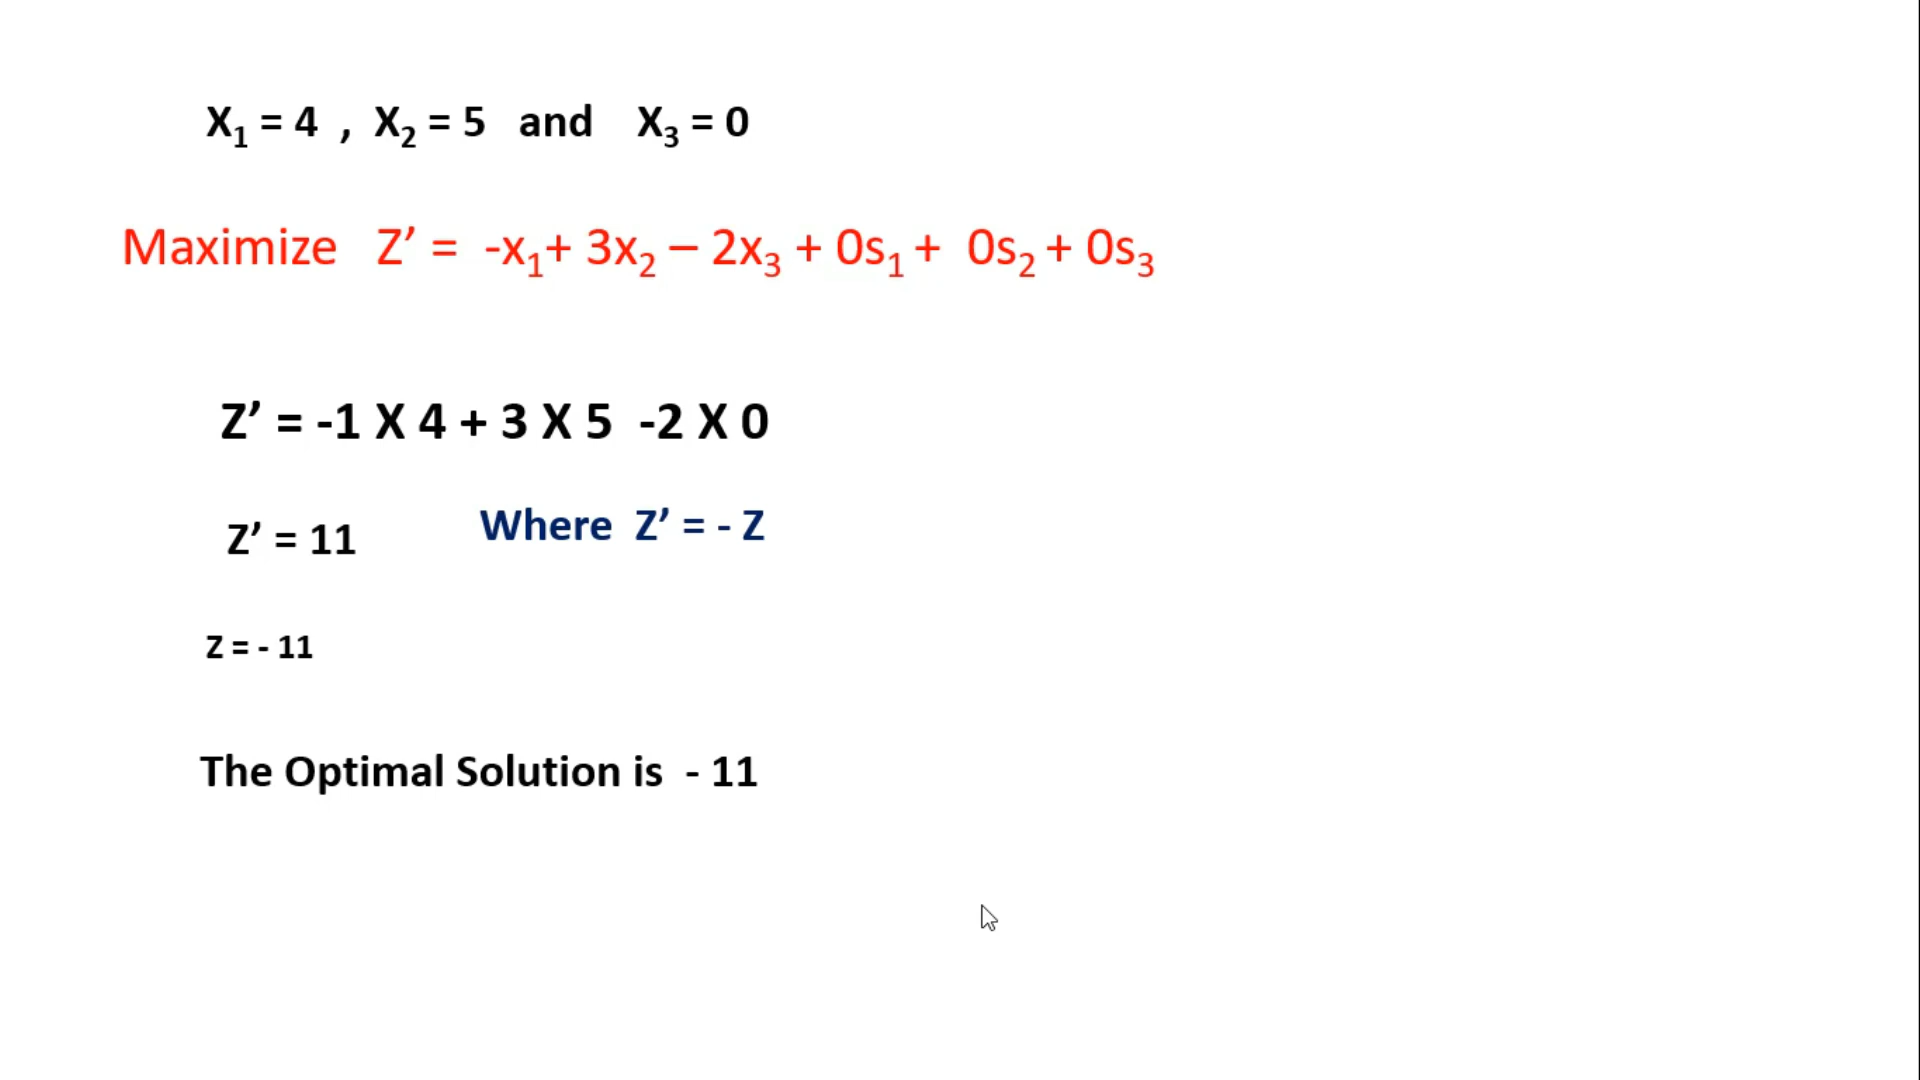 X₁ = 4 , X₂ = 5 and X₃ = 0
Maximize Z’ = -x₁+ 3x₂ – 2x₃ + 0s₁ + 0s₂ + 0s₃
Z’ = -1 X 4 + 3 X 5 -2 X 0
Z’ = 11 Where Z’ = - Z
Z = - 11
The Optimal Solution is - 11